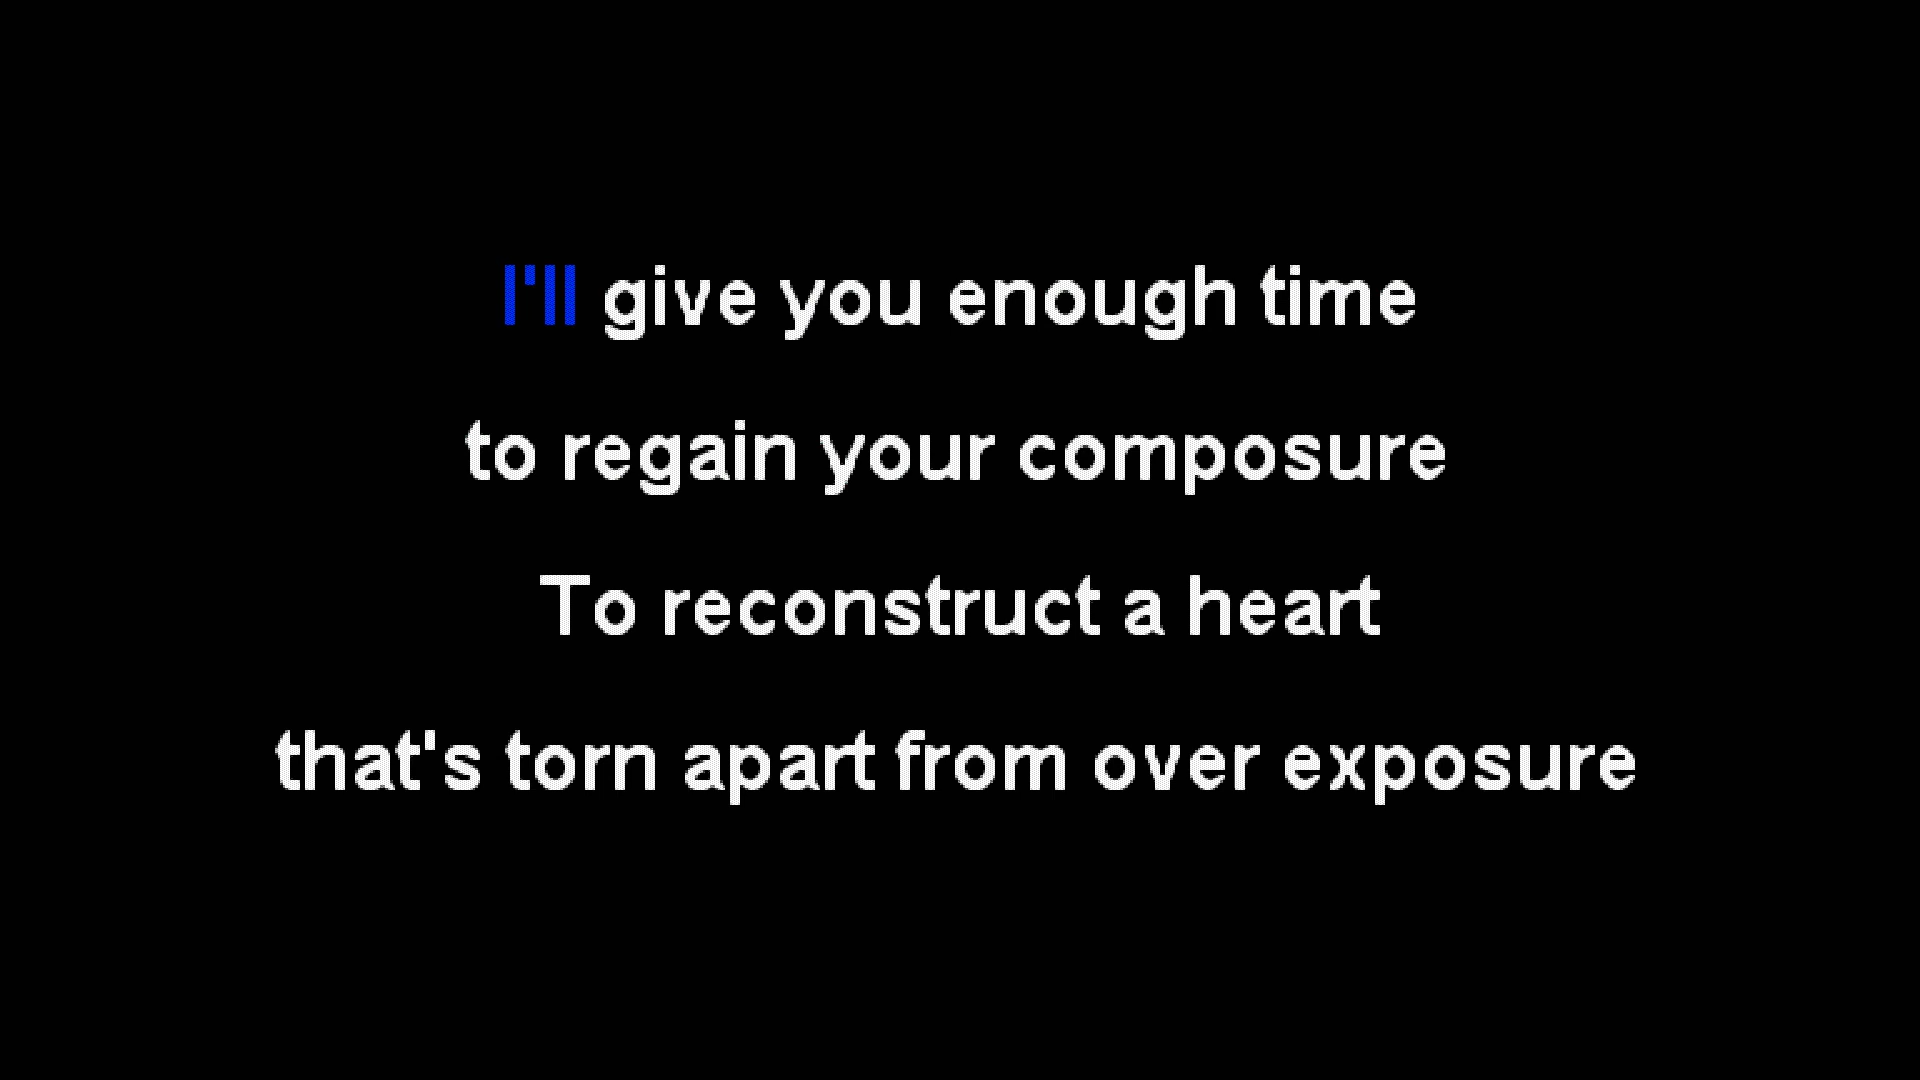 I'll give you enough time
to regain your composure
To reconstruct a heart
that's torn apart from over exposure